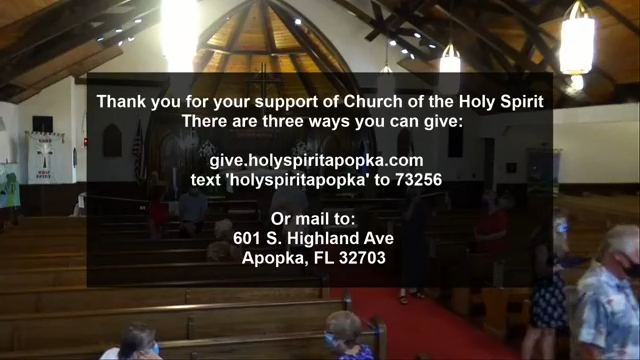 Thank you for your support of Church of the Holy Spirit
There are three ways you can give:
give.holyspiritapopka.com
text 'holyspiritapopka' to 73256
Or mail to:
601 S. Highland Ave
Apopka, FL 32703